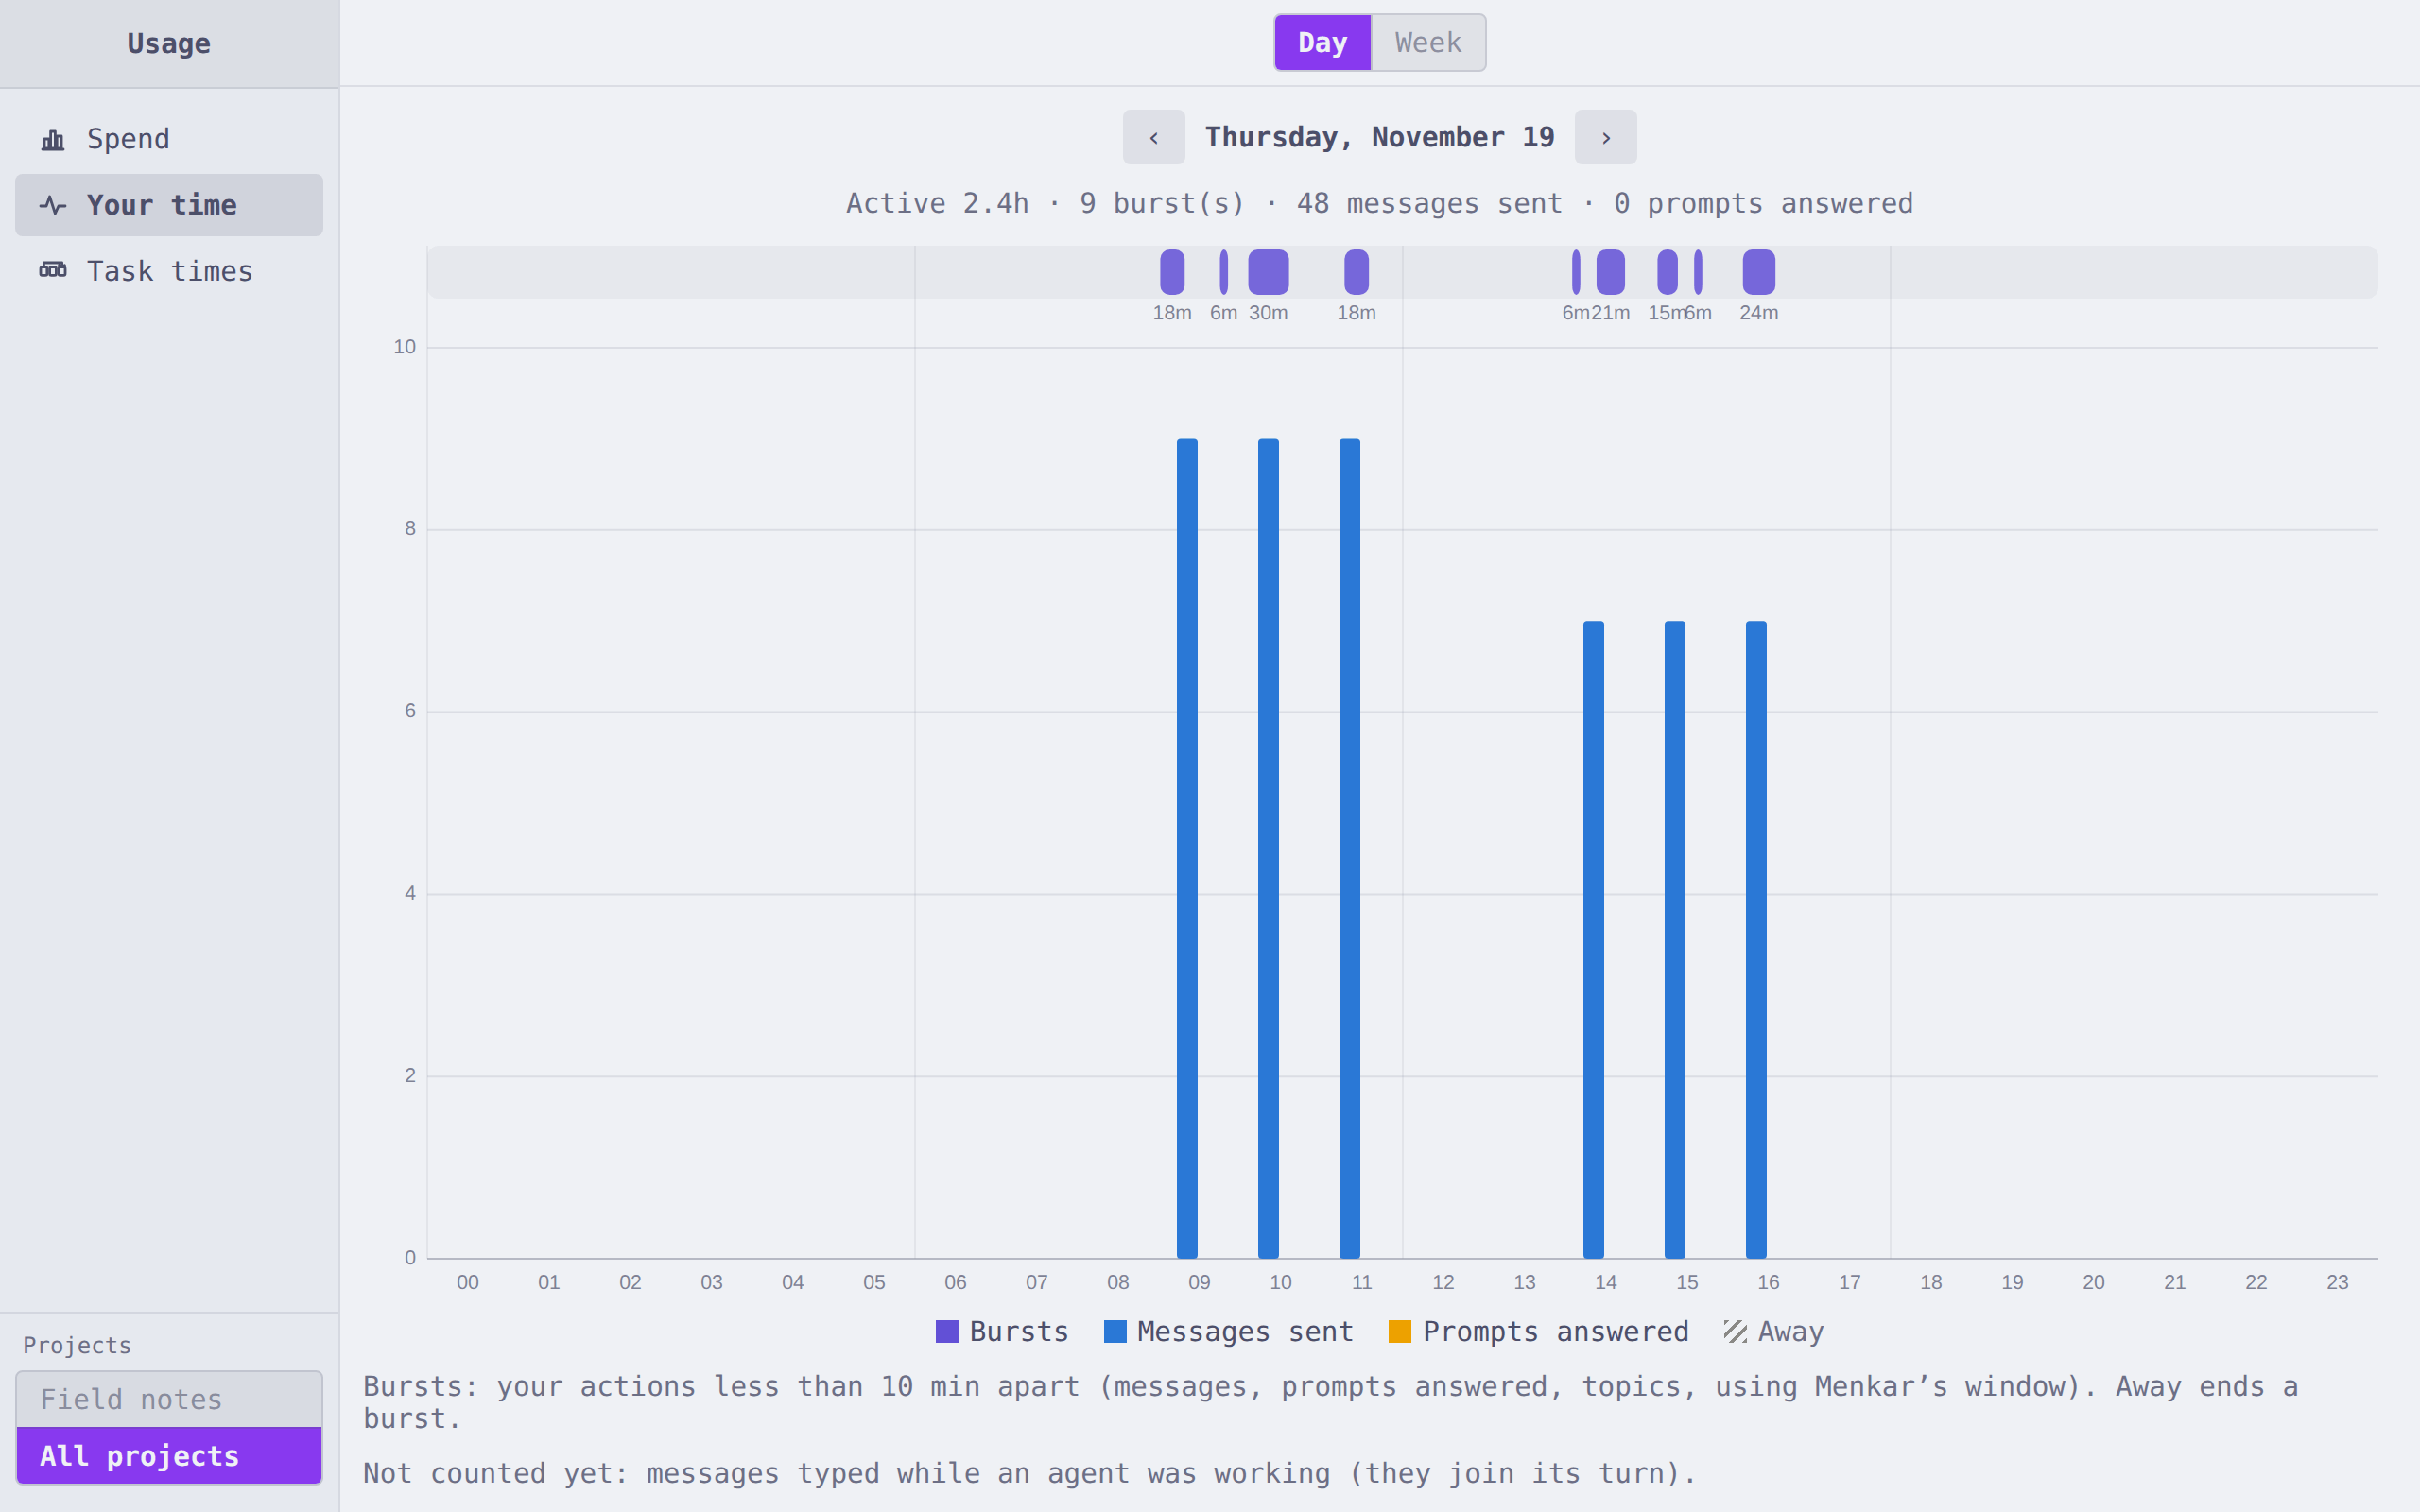 Usage
Spend
Your time
Task times
Projects
Field notes
All projects
Day Week
‹ Thursday, November 19 ›
Active 2.4h · 9 burst(s) · 48 messages sent · 0 prompts answered
18m 6m 30m 18m 6m 21m 15m 6m 24m
10
8
6
4
2
0
00 01 02 03 04 05 06 07 08 09 10 11 12 13 14 15 16 17 18 19 20 21 22 23
Bursts Messages sent Prompts answered Away
Bursts: your actions less than 10 min apart (messages, prompts answered, topics, using Menkar’s window). Away ends a
burst.
Not counted yet: messages typed while an agent was working (they join its turn).